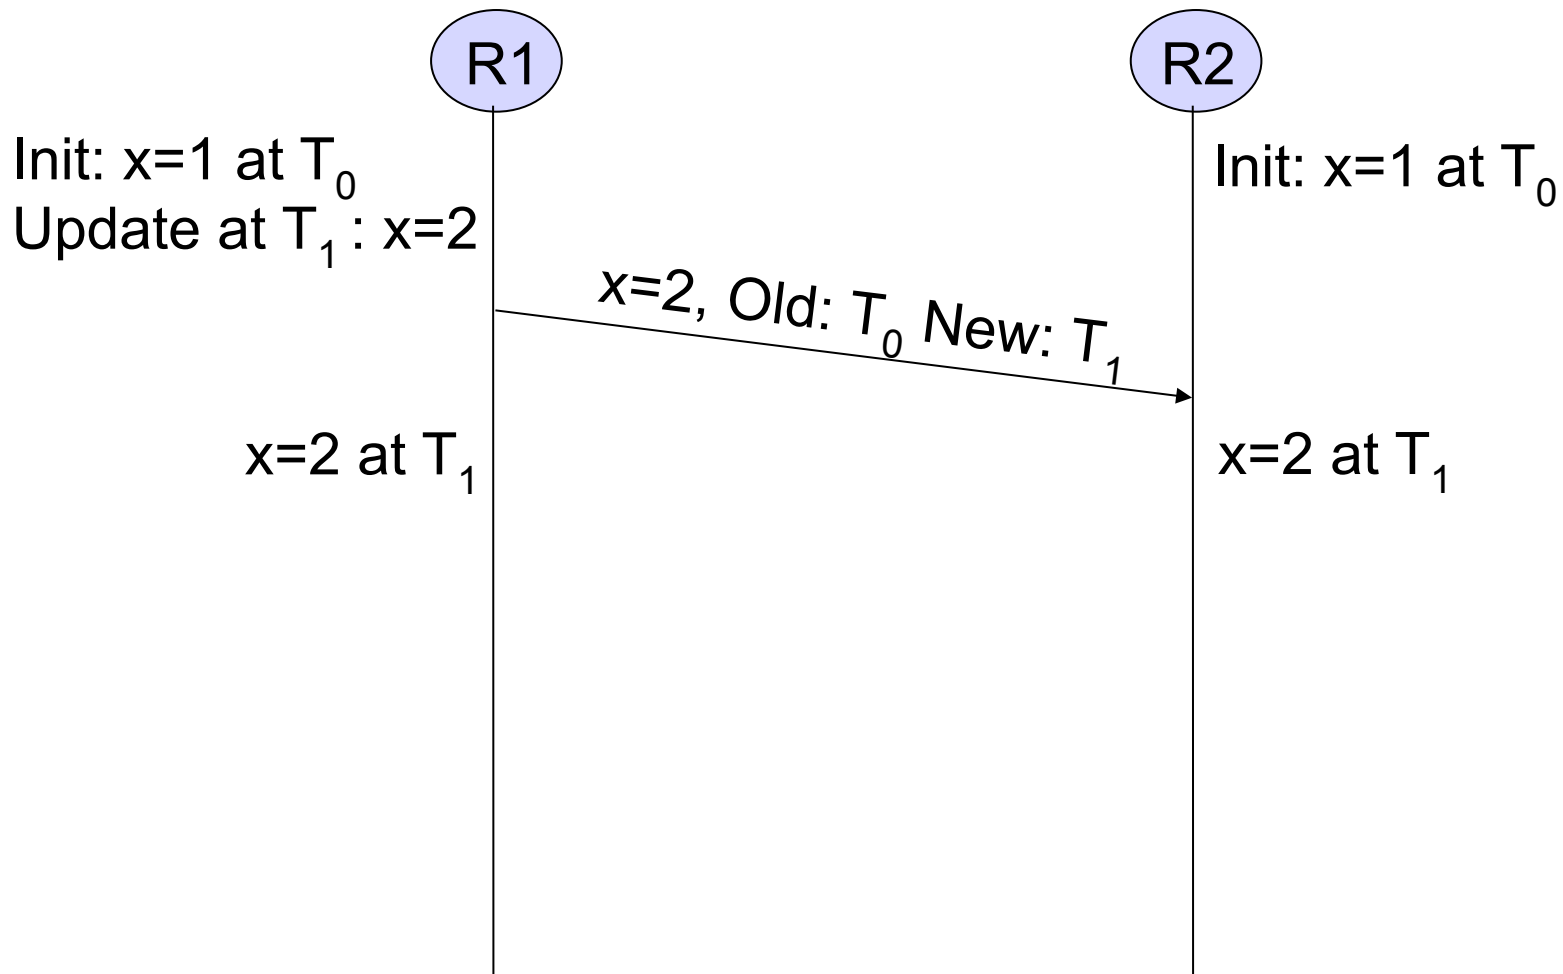 R1
R2
Init: x=1 at T₀
Init: x=1 at T₀
Update at T₁ : x=2
x=2, Old: T₀ New: T₁
x=2 at T₁
x=2 at T₁